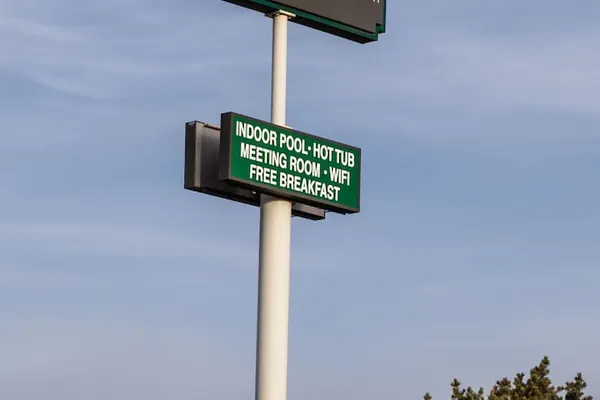 INDOOR POOL • HOT TUB
MEETING ROOM • WIFI
FREE BREAKFAST